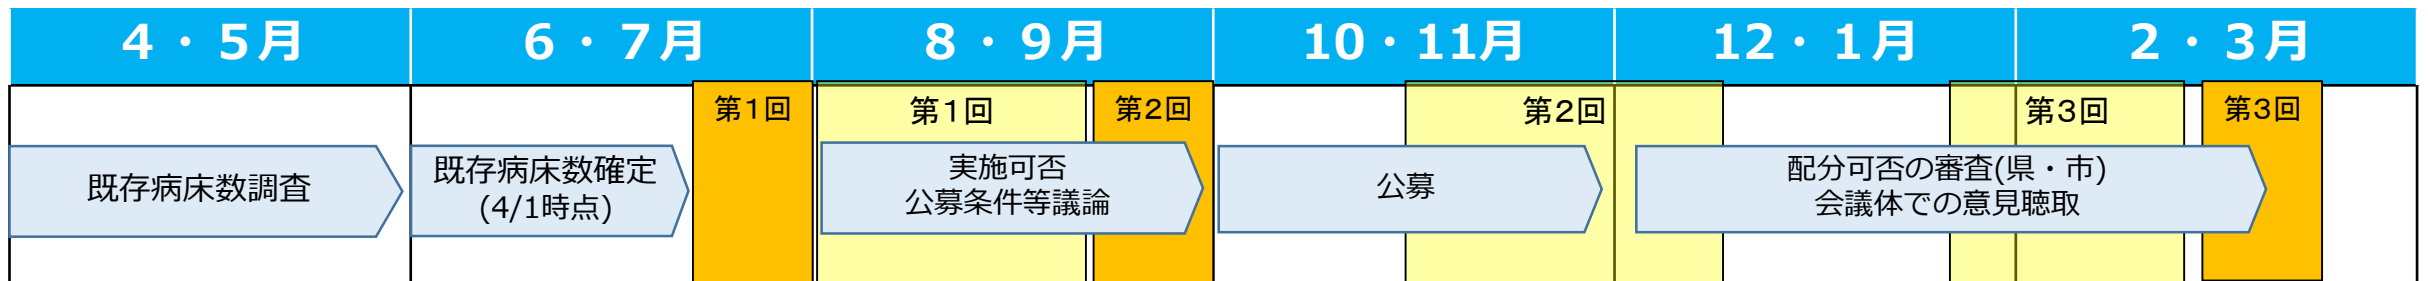 ４・５月
６・７月
８・９月
10・11月
12・１月
２・３月
第１回
第１回
第２回
第２回
第３回
第３回
既存病床数調査
既存病床数確定
(4/1時点)
実施可否
公募条件等議論
公募
配分可否の審査(県・市)
会議体での意見聴取